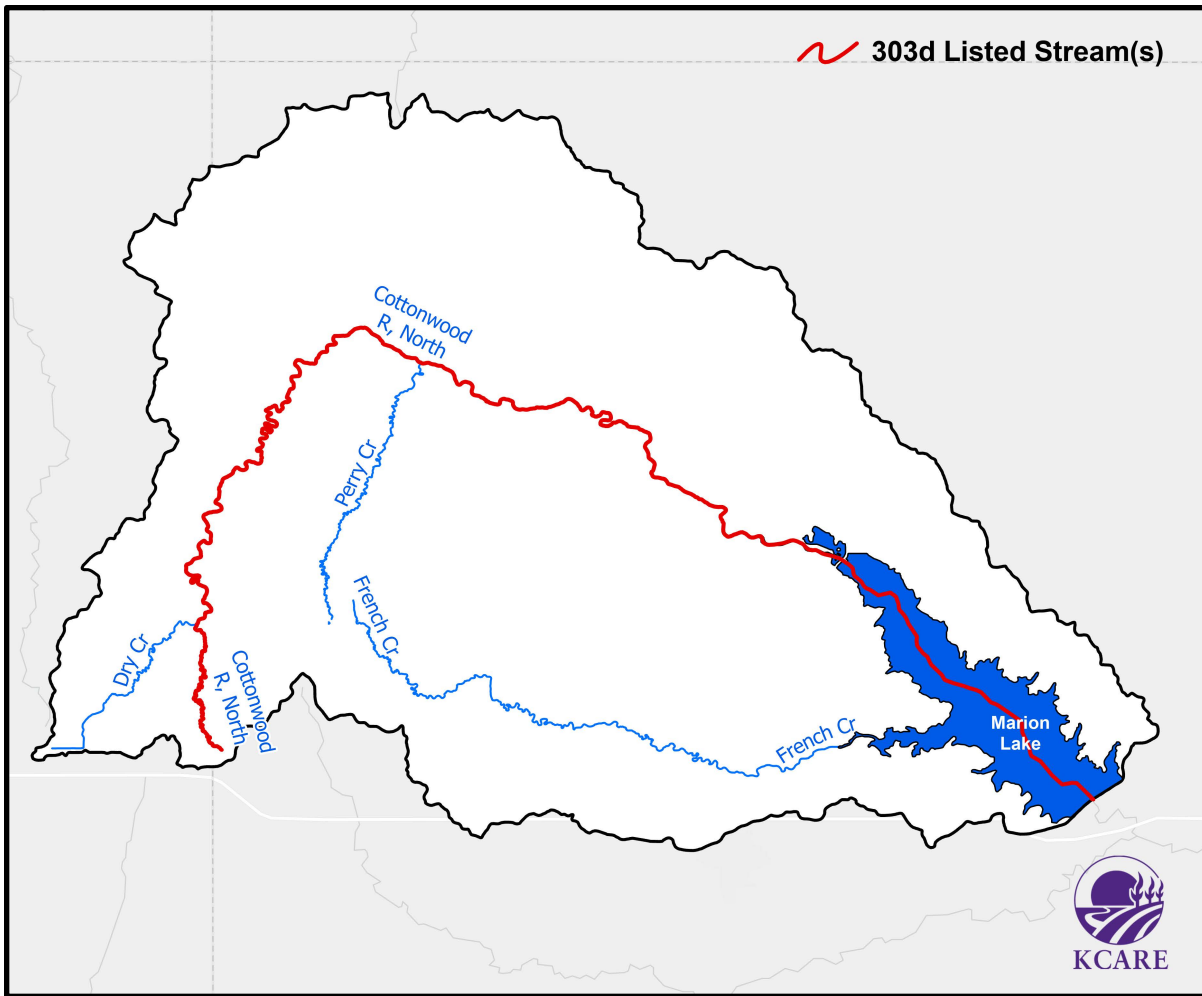 303d Listed Stream(s)
Cottonwood
R, North
Perry Cr
French Cr
Dry Cr
Cottonwood
R, North
French Cr
Marion
Lake
KCARE